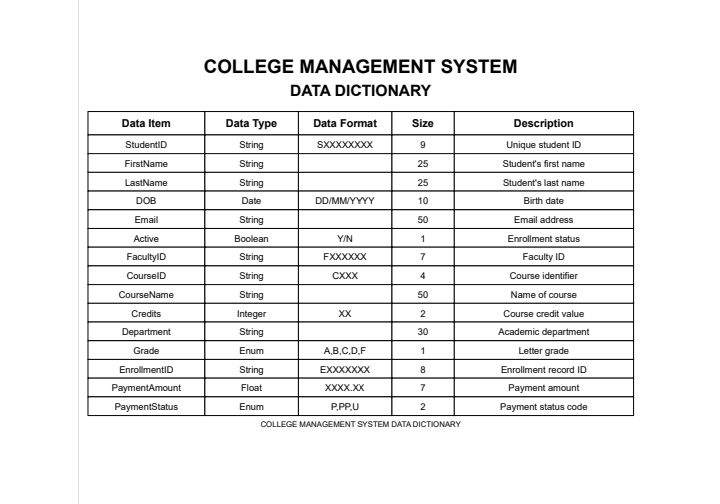 COLLEGE MANAGEMENT SYSTEM
DATA DICTIONARY
Data Item Data Type Data Format Size Description
StudentID String SXXXXXXXX 9 Unique student ID
FirstName String 25 Student's first name
LastName String 25 Student's last name
DOB Date DD/MM/YYYY 10 Birth date
Email String 50 Email address
Active Boolean Y/N 1 Enrollment status
FacultyID String FXXXXXX 7 Faculty ID
CourseID String CXXX 4 Course identifier
CourseName String 50 Name of course
Credits Integer XX 2 Course credit value
Department String 30 Academic department
Grade Enum A,B,C,D,F 1 Letter grade
EnrollmentID String EXXXXXXX 8 Enrollment record ID
PaymentAmount Float XXXX.XX 7 Payment amount
PaymentStatus Enum P,PP,U 2 Payment status code
COLLEGE MANAGEMENT SYSTEM DATA DICTIONARY